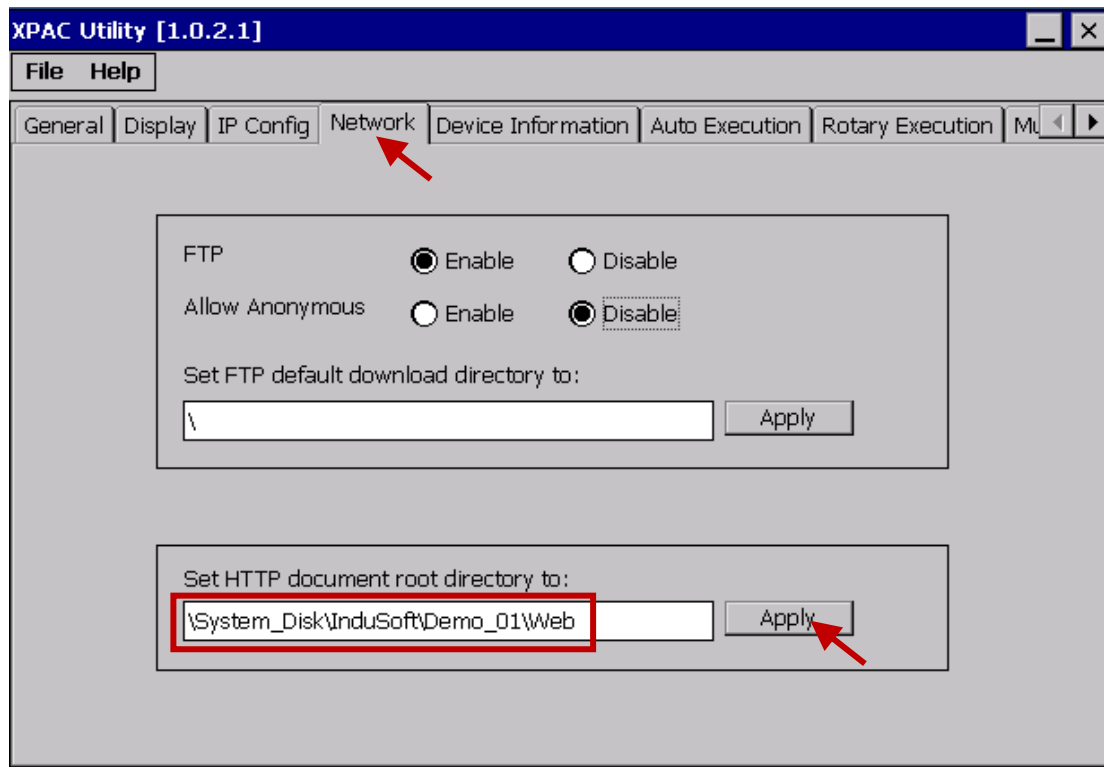 XPAC Utility [1.0.2.1]
File Help
General Display IP Config Network Device Information Auto Execution Rotary Execution
FTP Enable Disable
Allow Anonymous Enable Disable
Set FTP default download directory to:
\ Apply
Set HTTP document root directory to:
\System_Disk\InduSoft\Demo_01\Web Apply